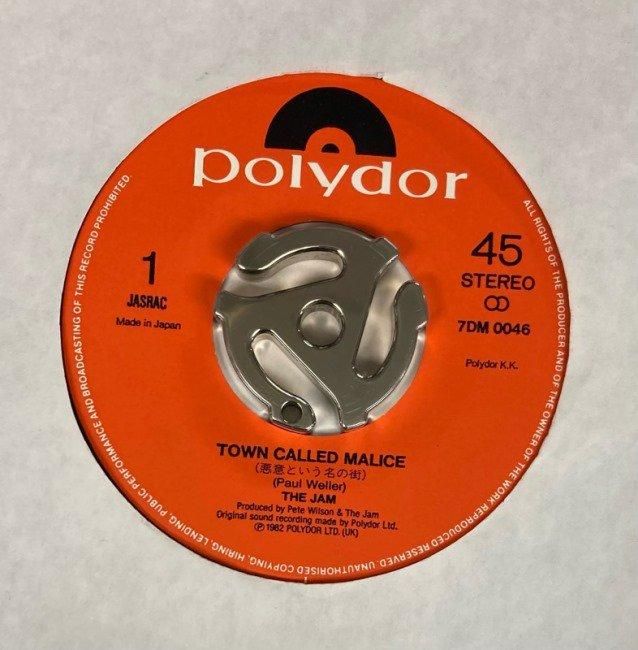 polydor
1
JASRAC
Made in Japan
45
STEREO
7DM 0046
Polydor K.K.
TOWN CALLED MALICE
(悪意という名の街)
(Paul Weller)
THE JAM
Produced by Pete Wilson & The Jam
Original sound recording made by Polydor Ltd.
Ⓟ1982 POLYDOR LTD. (UK)
ALL RIGHTS OF THE PRODUCER AND OF THE OWNER OF THE WORK REPRODUCED RESERVED. UNAUTHORISED COPYING, HIRING, LENDING, PUBLIC PERFORMANCE AND BROADCASTING OF THIS RECORD PROHIBITED.